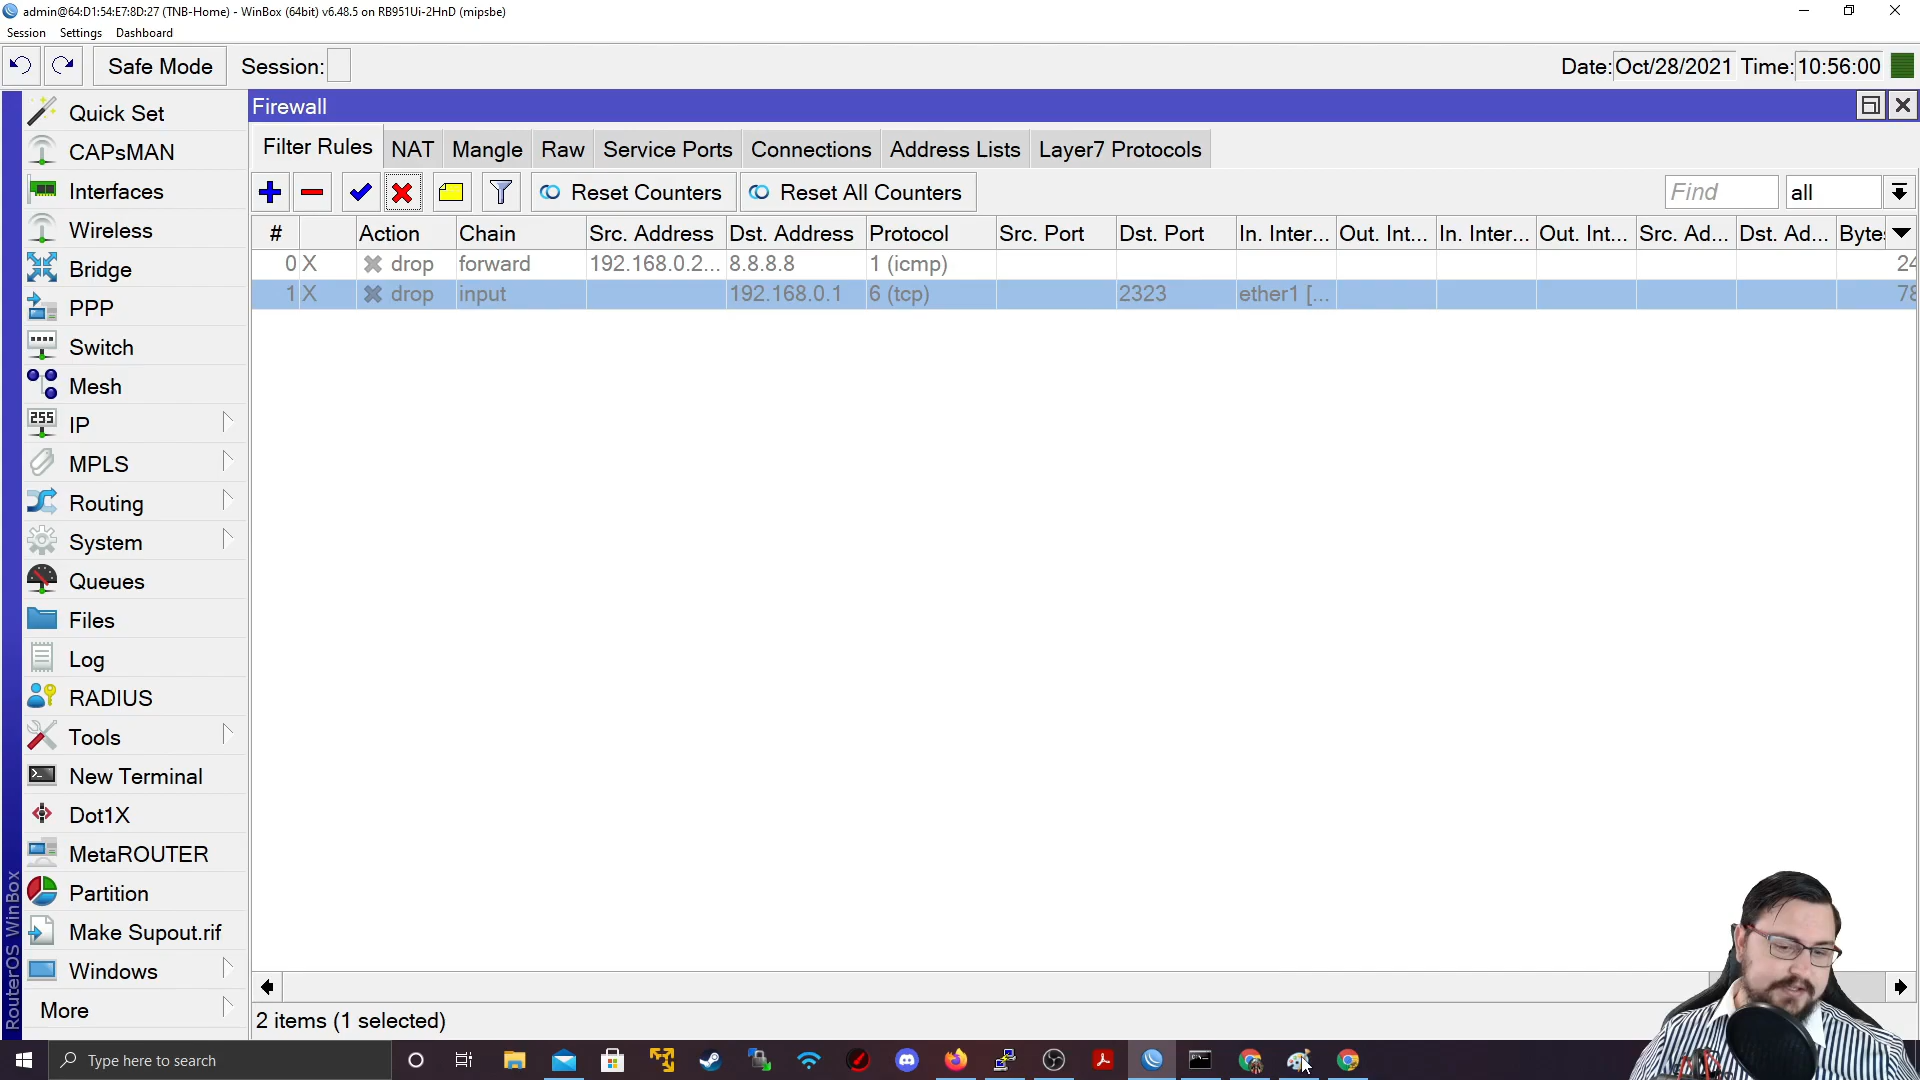 admin@64:D1:54:E7:8D:27 (TNB-Home) - WinBox (64bit) v6.48.5 on RB951Ui-2HnD (mipsbe)
Session Settings Dashboard
Safe Mode Session: Date: Oct/28/2021 Time: 10:56:00
Firewall
Filter Rules NAT Mangle Raw Service Ports Connections Address Lists Layer7 Protocols
Reset Counters Reset All Counters Find all
# Action Chain Src. Address Dst. Address Protocol Src. Port Dst. Port In. Inter... Out. Int... In. Inter... Out. Int... Src. Ad... Dst. Ad... Bytes
0 X drop forward 192.168.0.2... 8.8.8.8 1 (icmp) 24
1 X drop input 192.168.0.1 6 (tcp) 2323 ether1 [... 78
Quick Set
CAPsMAN
Interfaces
Wireless
Bridge
PPP
Switch
Mesh
255 IP
MPLS
Routing
System
Queues
Files
Log
RADIUS
Tools
New Terminal
Dot1X
MetaROUTER
Partition
Make Supout.rif
Windows
More
RouterOS WinBox
2 items (1 selected)
Type here to search